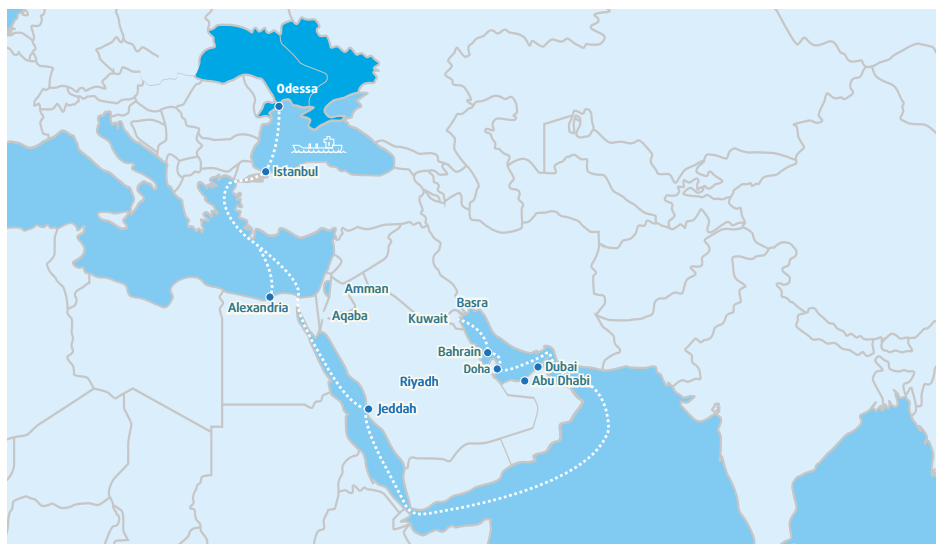 Odessa
Istanbul
Amman
Alexandria
Aqaba
Basra
Kuwait
Bahrain
Doha
Dubai
Abu Dhabi
Riyadh
Jeddah